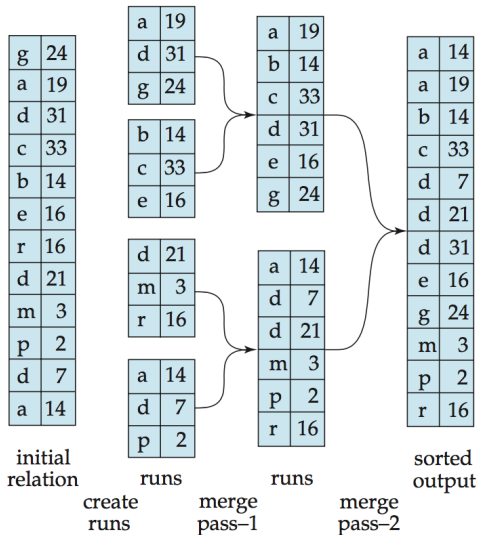 g 24
a 19
d 31
c 33
b 14
e 16
r 16
d 21
m 3
p 2
d 7
a 14
initial
relation
a 19
d 31
g 24
b 14
c 33
e 16
d 21
m 3
r 16
a 14
d 7
p 2
runs
create
runs
a 19
b 14
c 33
d 31
e 16
g 24
a 14
d 7
d 21
m 3
p 2
r 16
runs
merge
pass–1
a 14
a 19
b 14
c 33
d 7
d 21
d 31
e 16
g 24
m 3
p 2
r 16
sorted
output
merge
pass–2